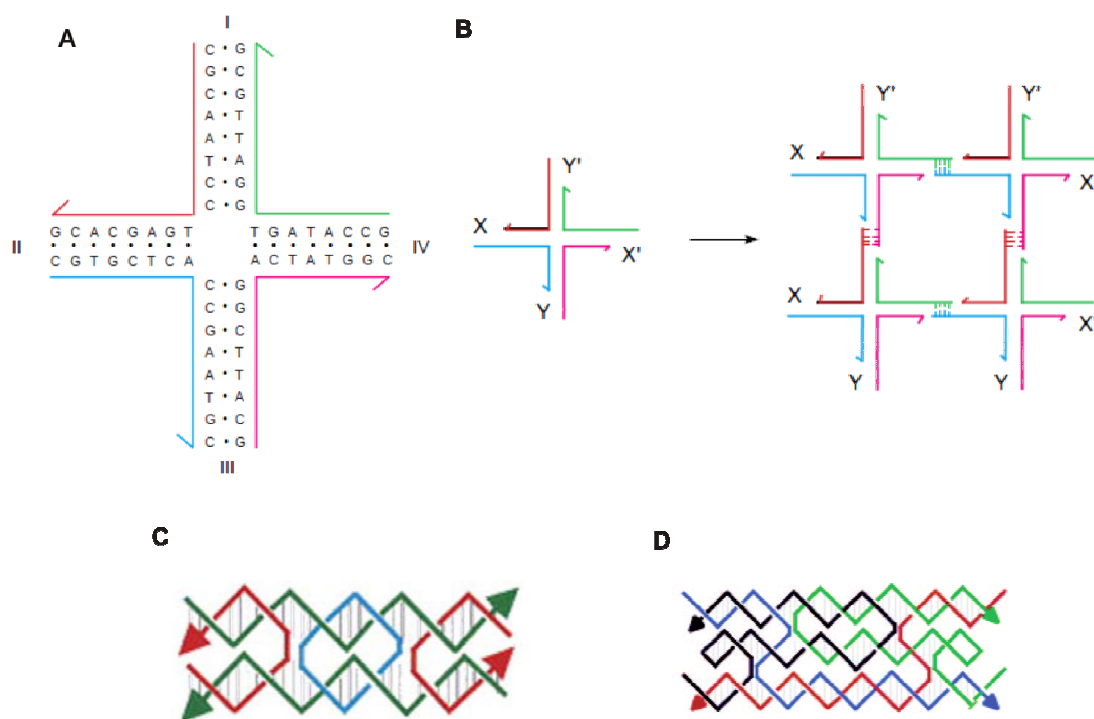 A
I
C • G
G • C
C • G
A • T
A • T
T • A
C • G
C • G
II
G C A C G A G T
C G T G C T C A
T G A T A C C G
A C T A T G G C
IV
C • G
C • G
G • C
A • T
A • T
T • A
G • C
C • G
III
B
Y'
X
X'
Y
Y'
Y'
X
X
X
X
Y
Y
C
D